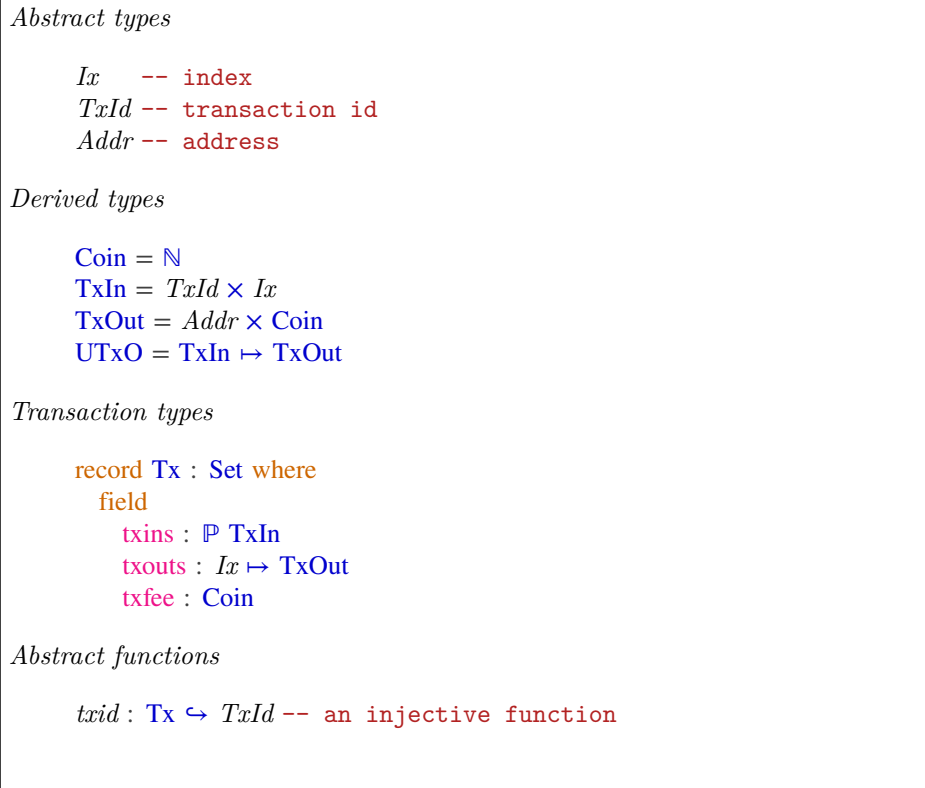 Abstract types
Ix -- index
TxId -- transaction id
Addr -- address
Derived types
Coin = ℕ
TxIn = TxId × Ix
TxOut = Addr × Coin
UTxO = TxIn ↦ TxOut
Transaction types
record Tx : Set where
field
txins : ℙ TxIn
txouts : Ix ↦ TxOut
txfee : Coin
Abstract functions
txid : Tx ↪ TxId -- an injective function